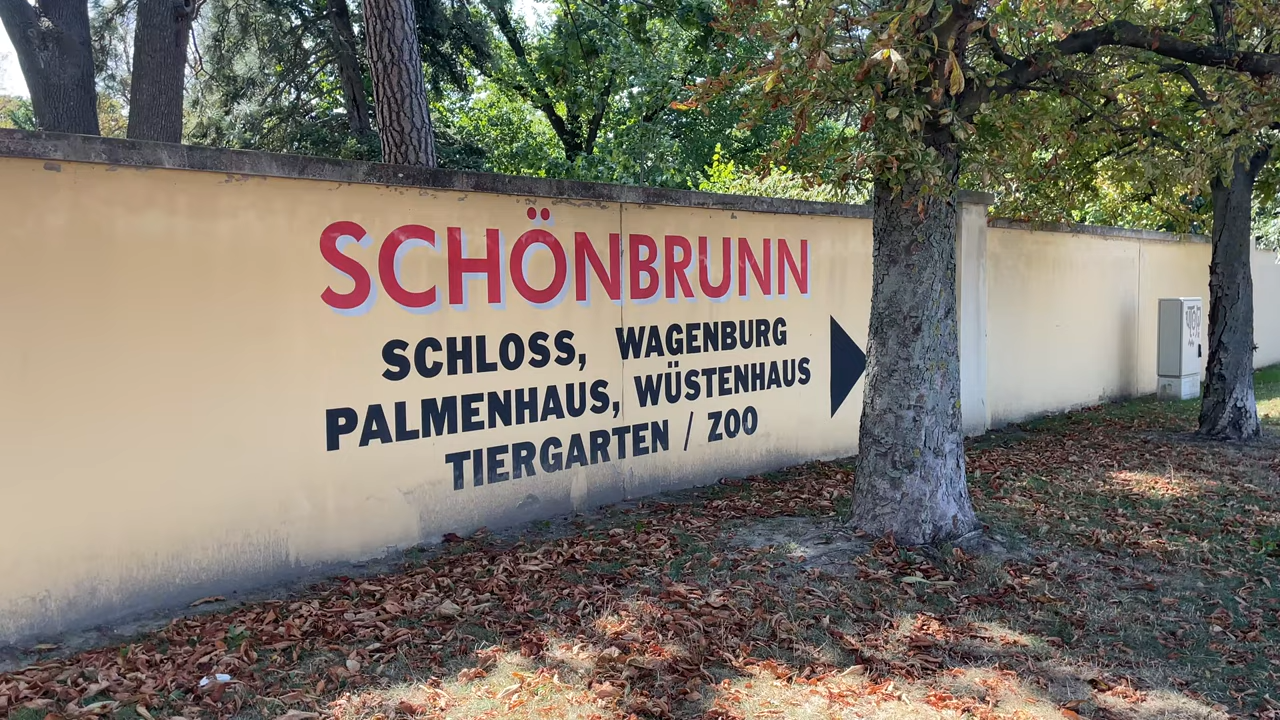 SCHÖNBRUNN
SCHLOSS, WAGENBURG
PALMENHAUS, WÜSTENHAUS
TIERGARTEN / ZOO